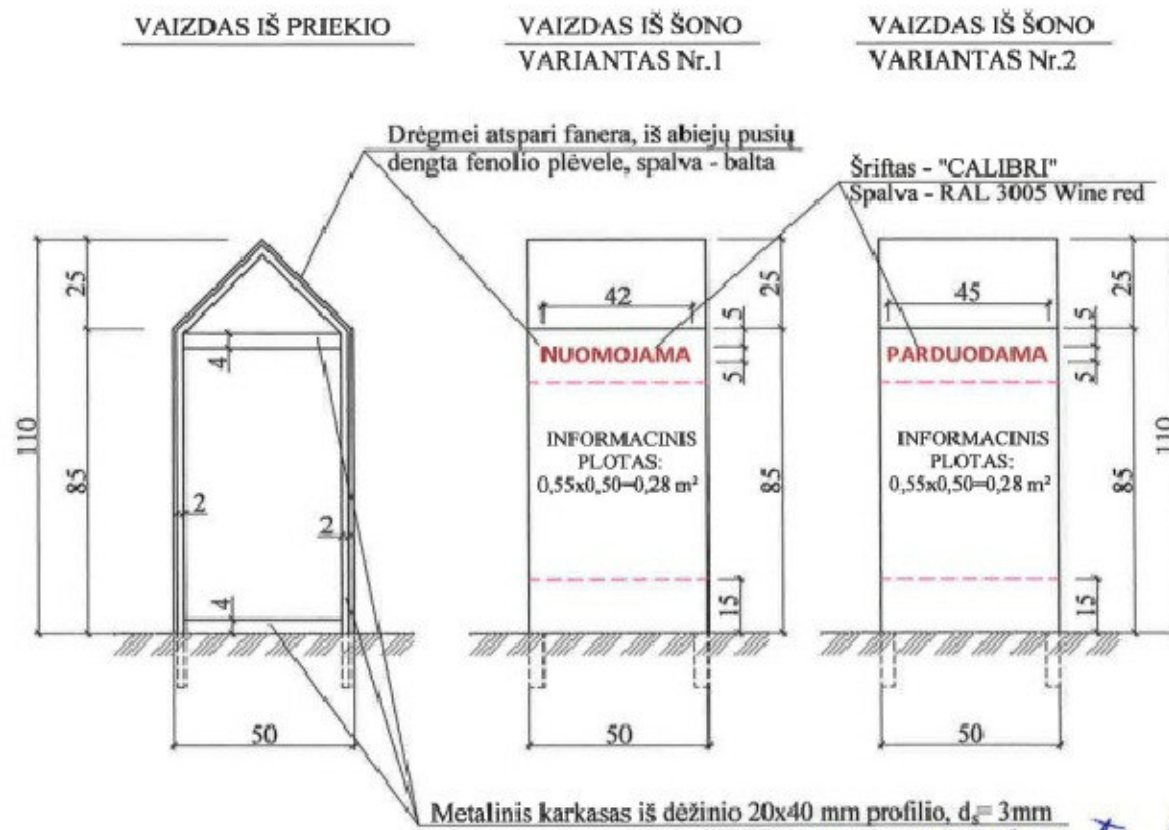 VAIZDAS IŠ PRIEKIO
VAIZDAS IŠ ŠONO
VARIANTAS Nr.1
VAIZDAS IŠ ŠONO
VARIANTAS Nr.2
Drėgmei atspari fanera, iš abiejų pusių
dengta fenolio plėvele, spalva - balta
Šriftas - "CALIBRI"
Spalva - RAL 3005 Wine red
110
25
85
4
2
2
4
50
42
25
5
NUOMOJAMA
5
INFORMACINIS
PLOTAS:
0,55x0,50=0,28 m²
85
15
50
45
25
5
PARDUODAMA
5
INFORMACINIS
PLOTAS:
0,55x0,50=0,28 m²
85
110
15
50
Metalinis karkasas iš dėžinio 20x40 mm profilio, dₛ= 3mm